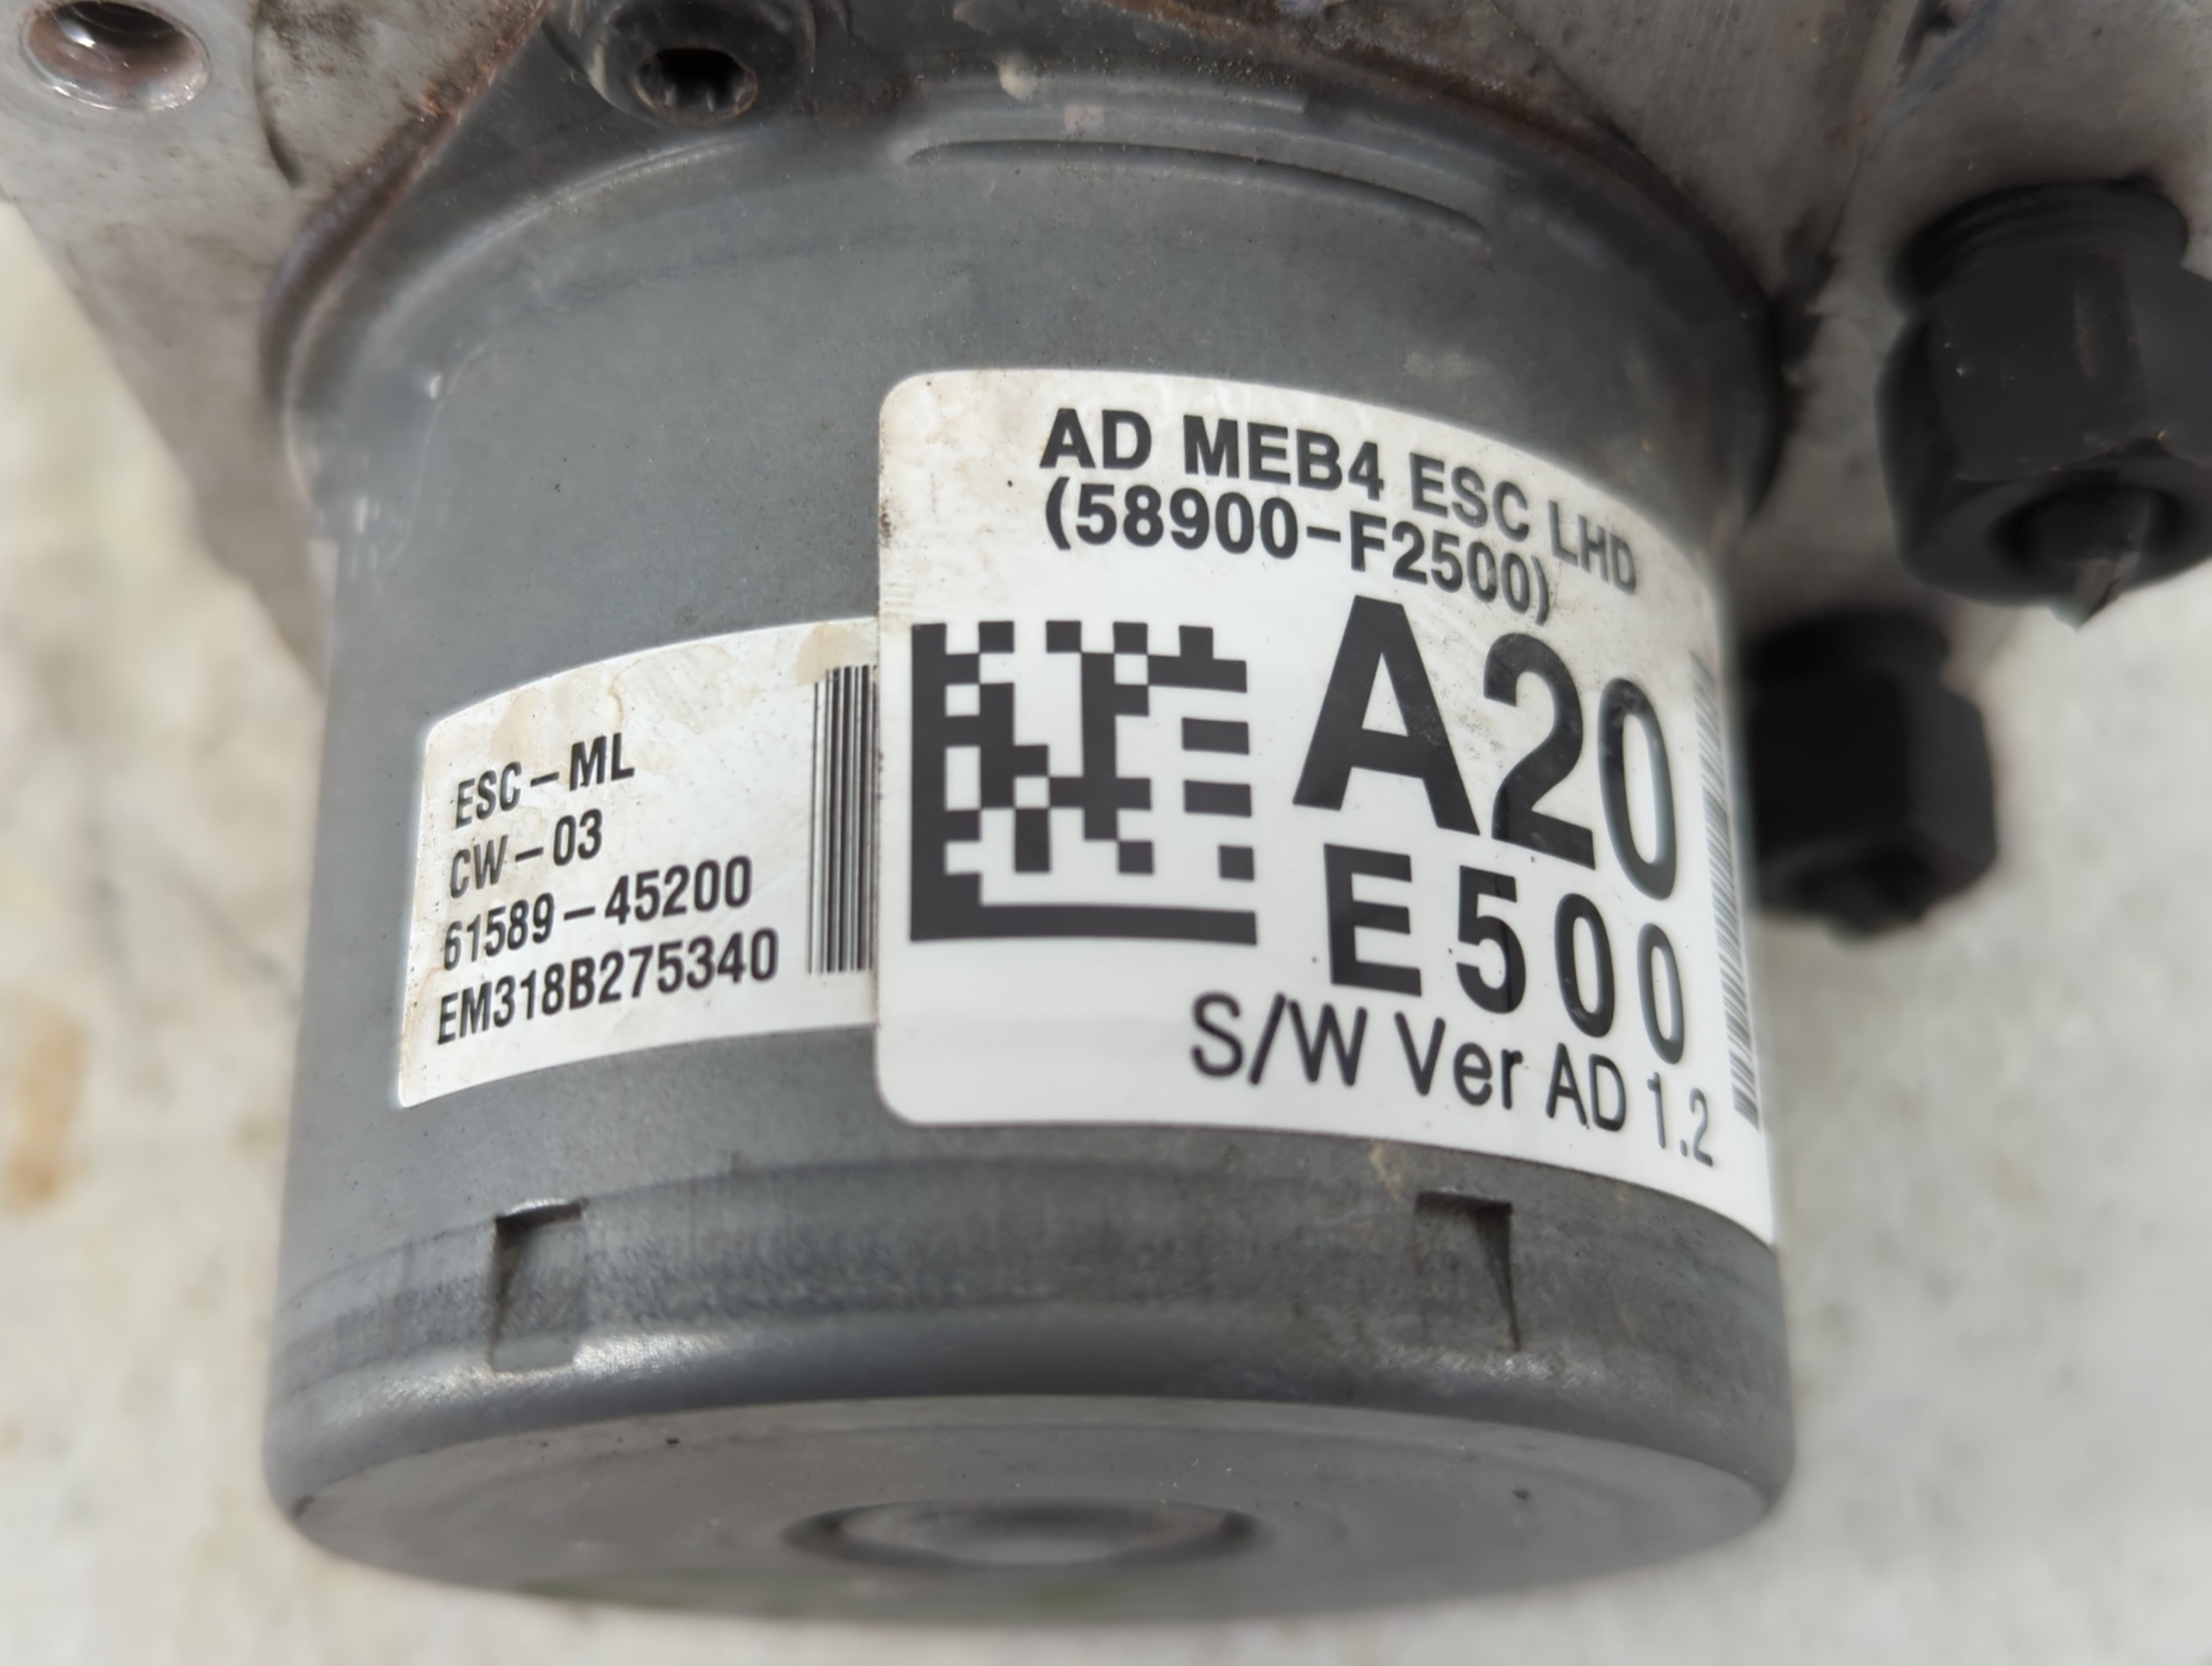 AD MEB4 ESC LHD
(58900-F2500)
A20
E500
S/W Ver AD 1.2
ESC-ML
CW-03
61589-45200
EM318B275340